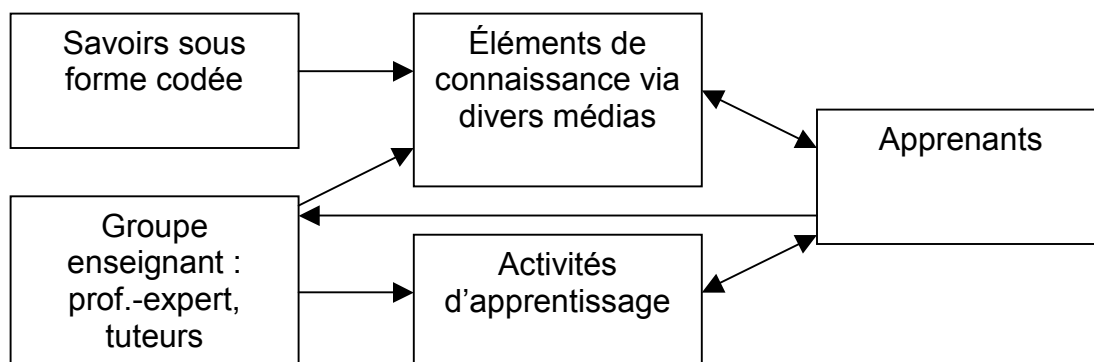 Savoirs sous
forme codée
Éléments de
connaissance via
divers médias
Apprenants
Groupe
enseignant :
prof.-expert,
tuteurs
Activités
d’apprentissage